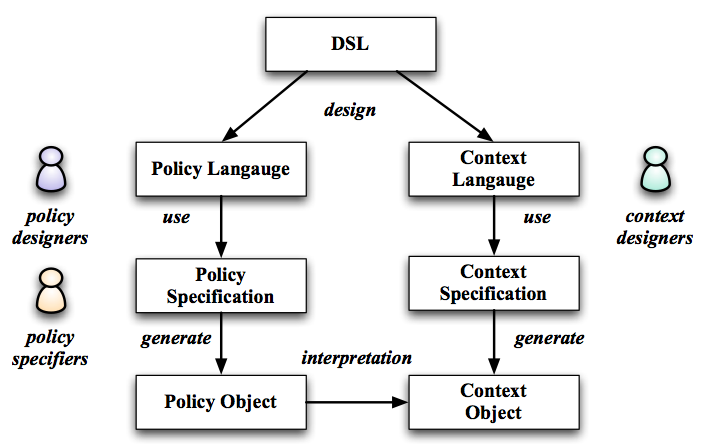 DSL
design
Policy Langauge
Context
Langauge
policy
designers
use
use
context
designers
Policy
Specification
Context
Specification
policy
specifiers
generate
generate
interpretation
Policy Object
Context
Object